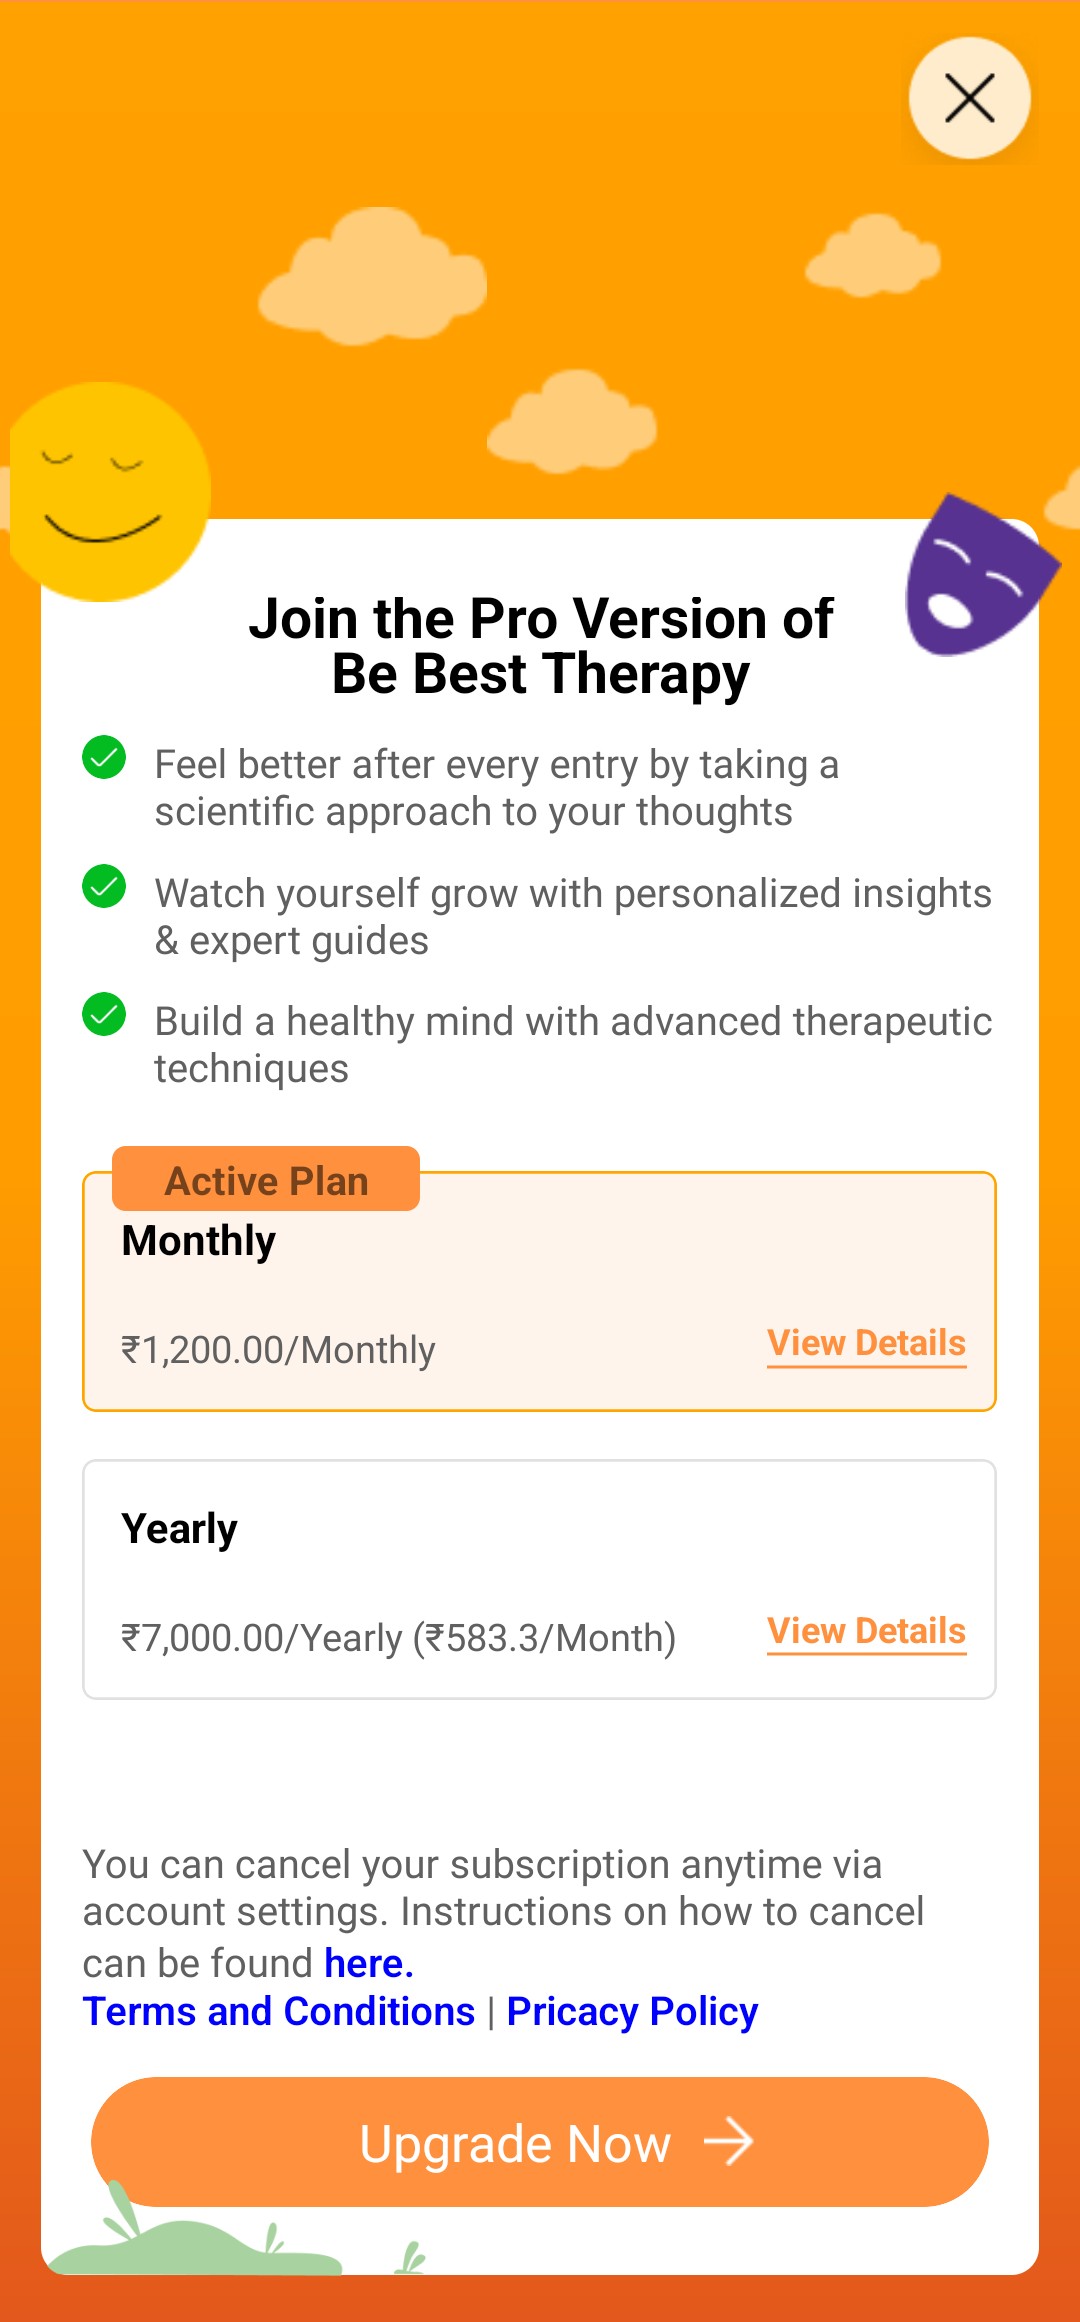 Join the Pro Version of
Be Best Therapy
Feel better after every entry by taking a
scientific approach to your thoughts
Watch yourself grow with personalized insights
& expert guides
Build a healthy mind with advanced therapeutic
techniques
Active Plan
Monthly
₹1,200.00/Monthly
View Details
Yearly
₹7,000.00/Yearly (₹583.3/Month)
View Details
You can cancel your subscription anytime via
account settings. Instructions on how to cancel
can be found here.
Terms and Conditions | Pricacy Policy
Upgrade Now